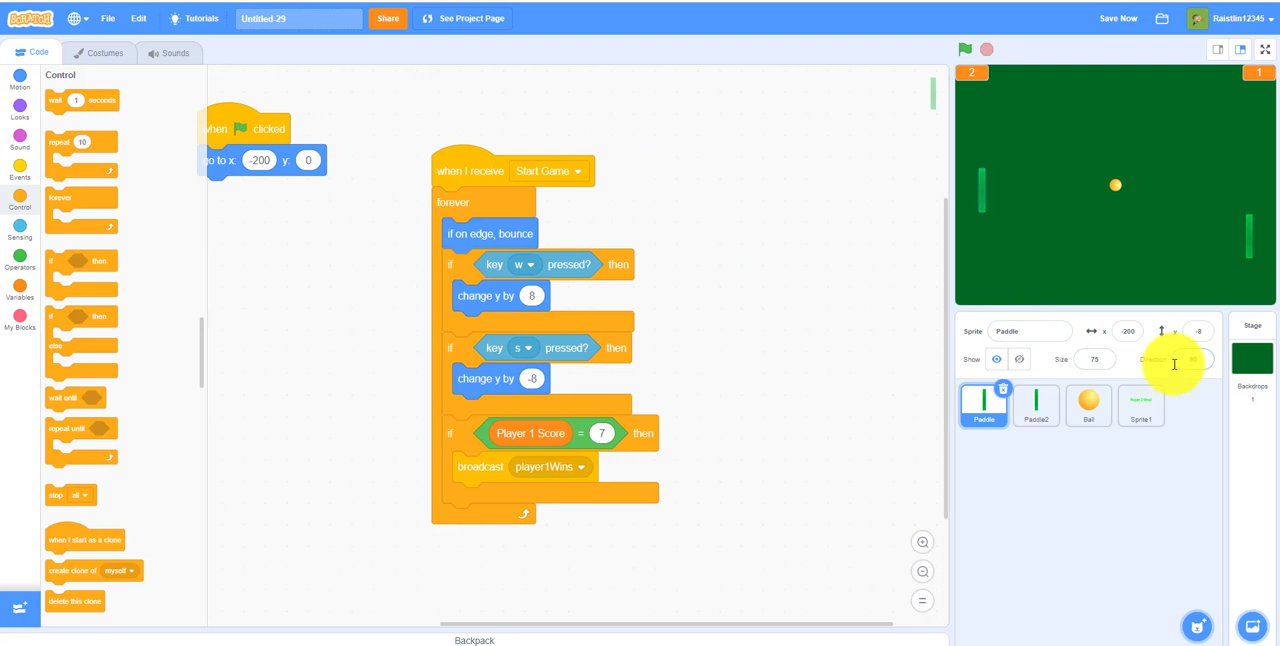 SCRATCH File Edit Tutorials Untitled-29 Share See Project Page Save Now Raistlin12345
Code Costumes Sounds
Motion
Looks
Sound
Events
Control
Sensing
Operators
Variables
My Blocks
Control
wait 1 seconds
repeat 10
forever
if then
if then
else
wait until
repeat until
stop all
when I start as a clone
create clone of myself
delete this clone
when clicked
go to x: -200 y: 0
when I receive Start Game
forever
if on edge, bounce
if key w pressed? then
change y by 8
if key s pressed? then
change y by -8
if Player 1 Score = 7 then
broadcast player1Wins
Backpack
2 1
Sprite Paddle x -200 y -8
Show Size 75 Direction 90
Paddle Paddle2 Ball Sprite1
Stage
Backdrops
1